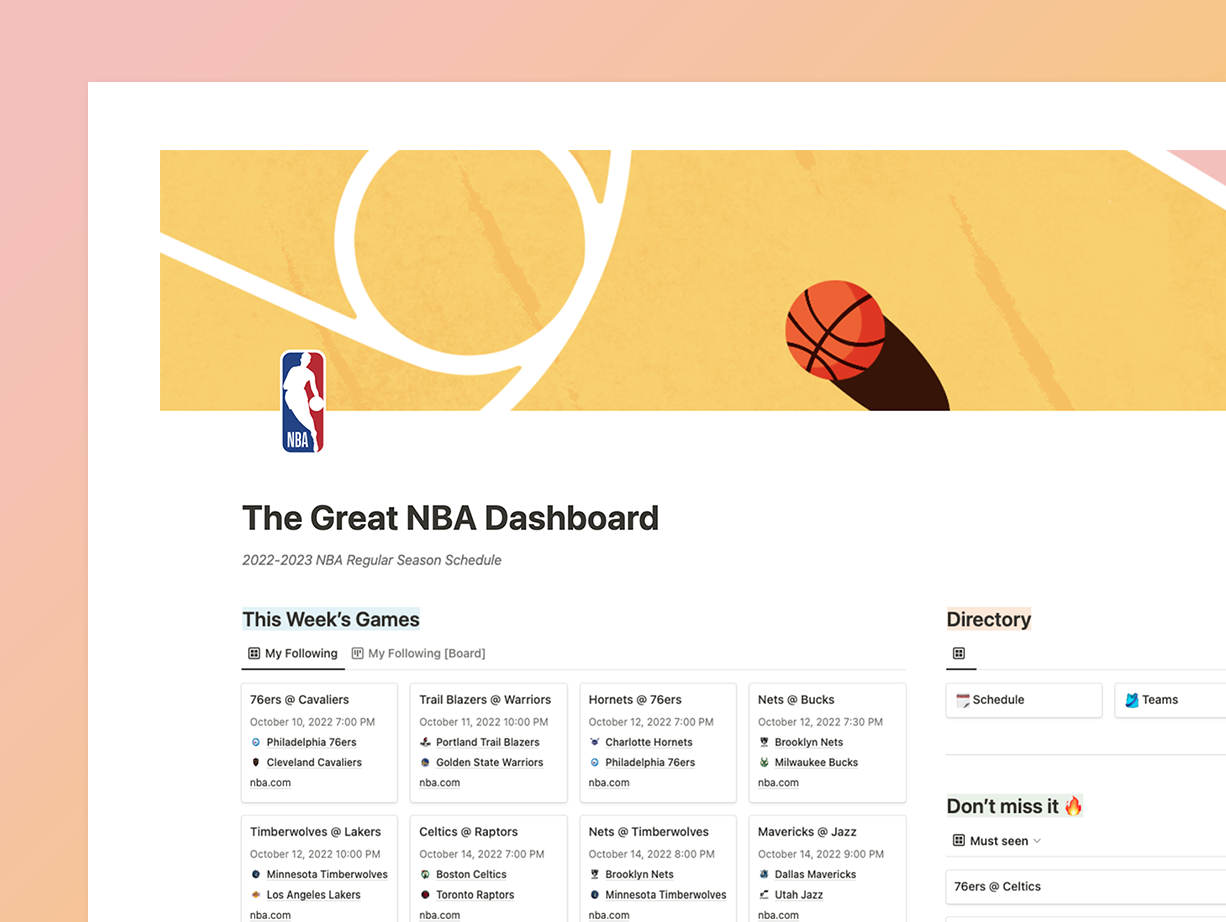 NBA
The Great NBA Dashboard
2022-2023 NBA Regular Season Schedule
This Week’s Games
My Following
My Following [Board]
76ers @ Cavaliers
October 10, 2022 7:00 PM
Philadelphia 76ers
Cleveland Cavaliers
nba.com
Trail Blazers @ Warriors
October 11, 2022 10:00 PM
Portland Trail Blazers
Golden State Warriors
nba.com
Hornets @ 76ers
October 12, 2022 7:00 PM
Charlotte Hornets
Philadelphia 76ers
nba.com
Nets @ Bucks
October 12, 2022 7:30 PM
Brooklyn Nets
Milwaukee Bucks
nba.com
Timberwolves @ Lakers
October 12, 2022 10:00 PM
Minnesota Timberwolves
Los Angeles Lakers
nba.com
Celtics @ Raptors
October 14, 2022 7:00 PM
Boston Celtics
Toronto Raptors
nba.com
Nets @ Timberwolves
October 14, 2022 8:00 PM
Brooklyn Nets
Minnesota Timberwolves
nba.com
Mavericks @ Jazz
October 14, 2022 9:00 PM
Dallas Mavericks
Utah Jazz
nba.com
Directory
Schedule
Teams
Don’t miss it 🔥
Must seen
76ers @ Celtics